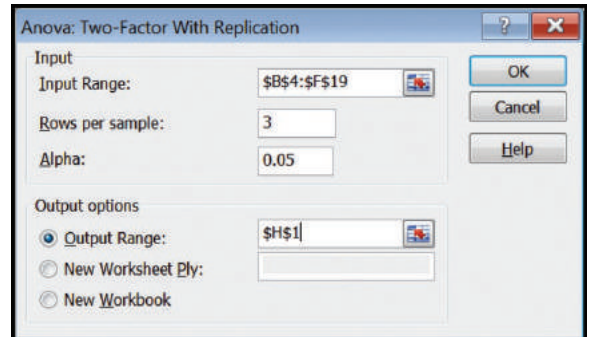 Anova: Two-Factor With Replication
Input
Input Range: $B$4:$F$19
Rows per sample: 3
Alpha: 0.05
OK
Cancel
Help
Output options
Output Range: $H$1
New Worksheet Ply:
New Workbook